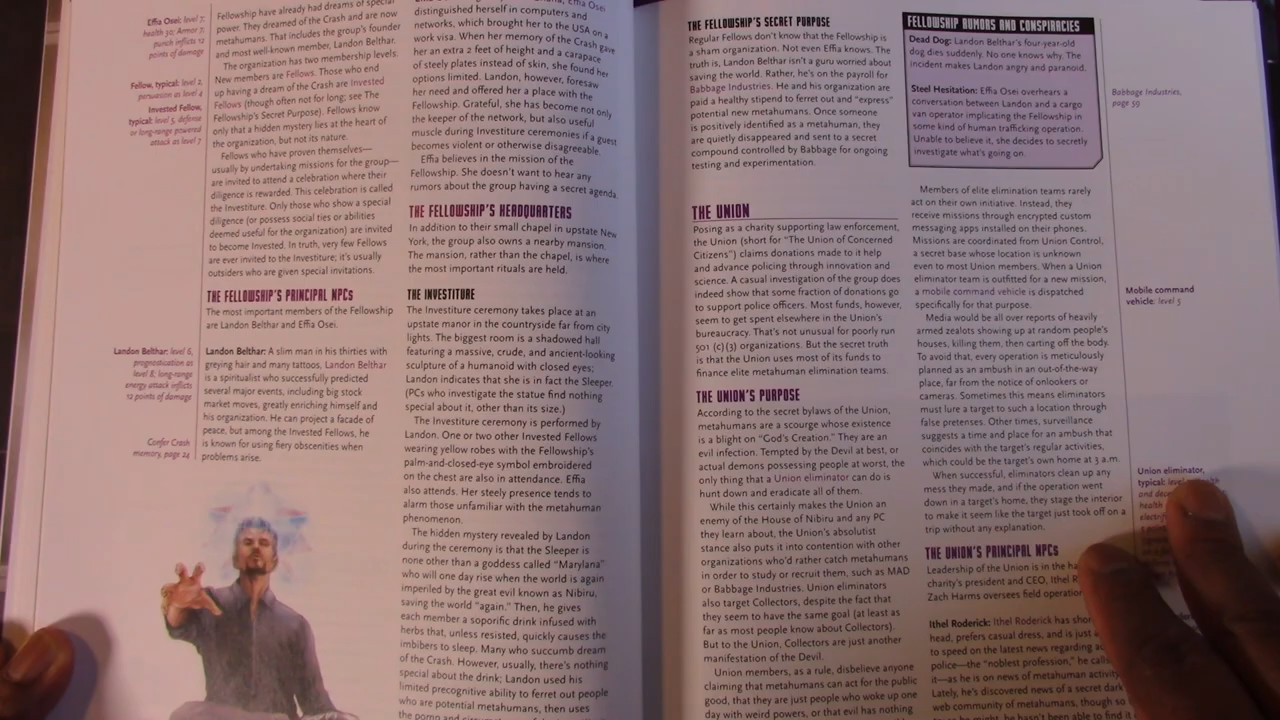 Effia Osei: level 7;
health 30; Armor 7;
punch inflicts 12
points of damage
Fellow, typical: level 2,
persuasion as level 4
Invested Fellow,
typical: level 5, defense
or long-range powered
attack as level 7
Landon Belthar: level 6,
prognostication as
level 8; long-range
energy attack inflicts
12 points of damage
Confer Crash
memory, page 24
Fellowship have already had dreams of special
power. They dreamed of the Crash and are now
metahumans. That includes the group's founder
and most well-known member, Landon Belthar.
The organization has two membership levels.
New members are Fellows. Those who end
up having a dream of the Crash are Invested
Fellows (though often not for long; see The
Fellowship's Secret Purpose). Fellows know
only that a hidden mystery lies at the heart of
the organization, but not its nature.
Fellows who have proven themselves—
usually by undertaking missions for the group—
are invited to attend a celebration where their
diligence is rewarded. This celebration is called
the Investiture. Only those who show a special
diligence (or possess social ties or abilities
deemed useful for the organization) are invited
to become Invested. In truth, very few Fellows
are ever invited to the Investiture; it's usually
outsiders who are given special invitations.
THE FELLOWSHIP'S PRINCIPAL NPCS
The most important members of the Fellowship
are Landon Belthar and Effia Osei.
Landon Belthar: A slim man in his thirties with
greying hair and many tattoos, Landon Belthar
is a spiritualist who successfully predicted
several major events, including big stock
market moves, greatly enriching himself and
his organization. He can project a facade of
peace, but among the Invested Fellows, he
is known for using fiery obscenities when
problems arise.
Effia Osei
distinguished herself in computers and
networks, which brought her to the USA on a
work visa. When her memory of the Crash gave
her an extra 2 feet of height and a carapace
of steely plates instead of skin, she found her
options limited. Landon, however, foresaw
her need and offered her a place with the
Fellowship. Grateful, she has become not only
the keeper of the network, but also useful
muscle during Investiture ceremonies if a guest
becomes violent or otherwise disagreeable.
Effia believes in the mission of the
Fellowship. She doesn't want to hear any
rumors about the group having a secret agenda.
THE FELLOWSHIP'S HEADQUARTERS
In addition to their small chapel in upstate New
York, the group also owns a nearby mansion.
The mansion, rather than the chapel, is where
the most important rituals are held.
THE INVESTITURE
The Investiture ceremony takes place at an
upstate manor in the countryside far from city
lights. The biggest room is a shadowed hall
featuring a massive, crude, and ancient-looking
sculpture of a humanoid with closed eyes;
Landon indicates that she is in fact the Sleeper.
(PCs who investigate the statue find nothing
special about it, other than its size.)
The Investiture ceremony is performed by
Landon. One or two other Invested Fellows
wearing yellow robes with the Fellowship's
palm-and-closed-eye symbol embroidered
on the chest are also in attendance. Effia
also attends. Her steely presence tends to
alarm those unfamiliar with the metahuman
phenomenon.
The hidden mystery revealed by Landon
during the ceremony is that the Sleeper is
none other than a goddess called "Marylana"
who will one day rise when the world is again
imperiled by the great evil known as Nibiru,
saving the world "again." Then, he gives
each member a soporific drink infused with
herbs that, unless resisted, quickly causes the
imbibers to sleep. Many who succumb dream
of the Crash. However, usually, there's nothing
special about the drink; Landon used his
limited precognitive ability to ferret out people
who are potential metahumans, then uses
the pomp and
THE FELLOWSHIP'S SECRET PURPOSE
Regular Fellows don't know that the Fellowship is
a sham organization. Not even Effia knows. The
truth is, Landon Belthar isn't a guru worried about
saving the world. Rather, he's on the payroll for
Babbage Industries. He and his organization are
paid a healthy stipend to ferret out and "express"
potential new metahumans. Once someone
is positively identified as a metahuman, they
are quietly disappeared and sent to a secret
compound controlled by Babbage for ongoing
testing and experimentation.
THE UNION
Posing as a charity supporting law enforcement,
the Union (short for "The Union of Concerned
Citizens") claims donations made to it help
and advance policing through innovation and
science. A casual investigation of the group does
indeed show that some fraction of donations go
to support police officers. Most funds, however,
seem to get spent elsewhere in the Union's
bureaucracy. That's not unusual for poorly run
501 (c)(3) organizations. But the secret truth
is that the Union uses most of its funds to
finance elite metahuman elimination teams.
THE UNION'S PURPOSE
According to the secret bylaws of the Union,
metahumans are a scourge whose existence
is a blight on "God's Creation." They are an
evil infection. Tempted by the Devil at best, or
actual demons possessing people at worst, the
only thing that a Union eliminator can do is
hunt down and eradicate all of them.
While this certainly makes the Union an
enemy of the House of Nibiru and any PC
they learn about, the Union's absolutist
stance also puts it into contention with other
organizations who'd rather catch metahumans
in order to study or recruit them, such as MAD
or Babbage Industries. Union eliminators
also target Collectors, despite the fact that
they seem to have the same goal (at least as
far as most people know about Collectors).
But to the Union, Collectors are just another
manifestation of the Devil.
Union members, as a rule, disbelieve anyone
claiming that metahumans can act for the public
good, that they are just people who woke up one
day with weird powers, or that evil has nothing
FELLOWSHIP RUMORS AND CONSPIRACIES
Dead Dog: Landon Belthar's four-year-old
dog dies suddenly. No one knows why. The
incident makes Landon angry and paranoid.
Steel Hesitation: Effia Osei overhears a
conversation between Landon and a cargo
van operator implicating the Fellowship in
some kind of human trafficking operation.
Unable to believe it, she decides to secretly
investigate what's going on.
Members of elite elimination teams rarely
act on their own initiative. Instead, they
receive missions through encrypted custom
messaging apps installed on their phones.
Missions are coordinated from Union Control,
a secret base whose location is unknown
even to most Union members. When a Union
eliminator team is outfitted for a new mission,
a mobile command vehicle is dispatched
specifically for that purpose.
Media would be all over reports of heavily
armed zealots showing up at random people's
houses, killing them, then carting off the body.
To avoid that, every operation is meticulously
planned as an ambush in an out-of-the-way
place, far from the notice of onlookers or
cameras. Sometimes this means eliminators
must lure a target to such a location through
false pretenses. Other times, surveillance
suggests a time and place for an ambush that
coincides with the target's regular activities,
which could be the target's own home at 3 a.m.
When successful, eliminators clean up any
mess they made, and if the operation went
down in a target's home, they stage the interior
to make it seem like the target just took off on a
trip without any explanation.
THE UNION'S PRINCIPAL NPCS
Leadership of the Union is in the
charity's president and CEO, Ithel
Zach Harms oversees field
Ithel Roderick: Ithel Roderick has
head, prefers casual dress, and is just
to speed on the latest news regarding
police—the "noblest profession," he
it—as he is on news of metahuman
Lately, he's discovered news of a secret dark
web community of metahumans, though
he hasn't been able to find
Babbage Industries,
page 59
Mobile command
vehicle: level 5
Union eliminator,
typical:
health